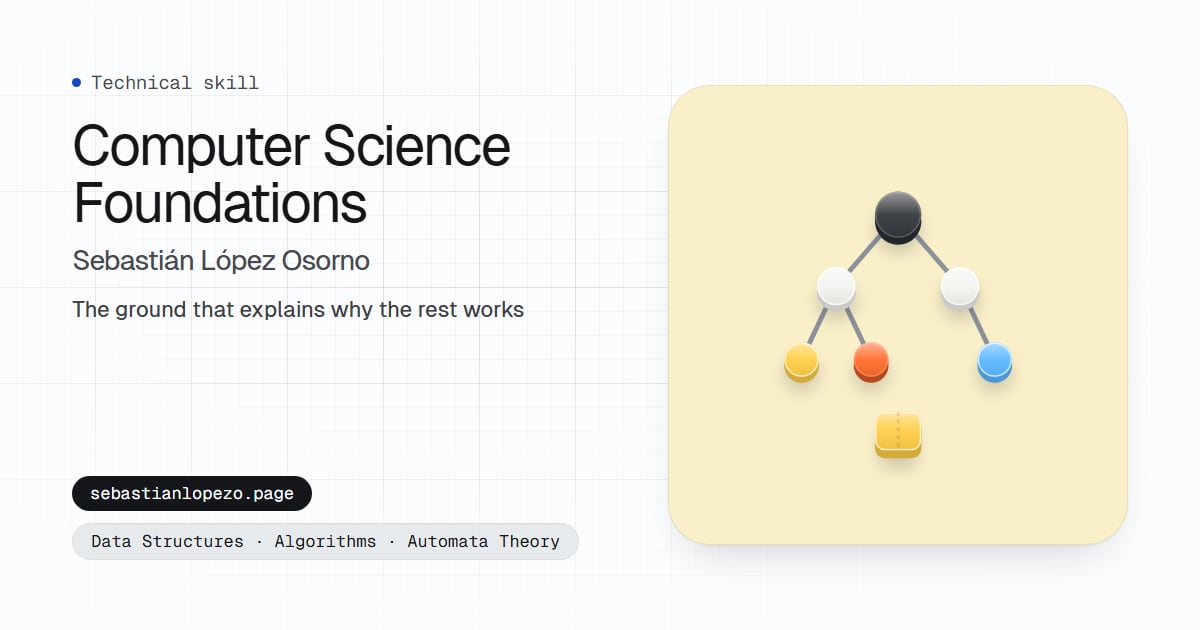 Technical skill
Computer Science
Foundations
Sebastián López Osorno
The ground that explains why the rest works
sebastianlopezo.page
Data Structures · Algorithms · Automata Theory